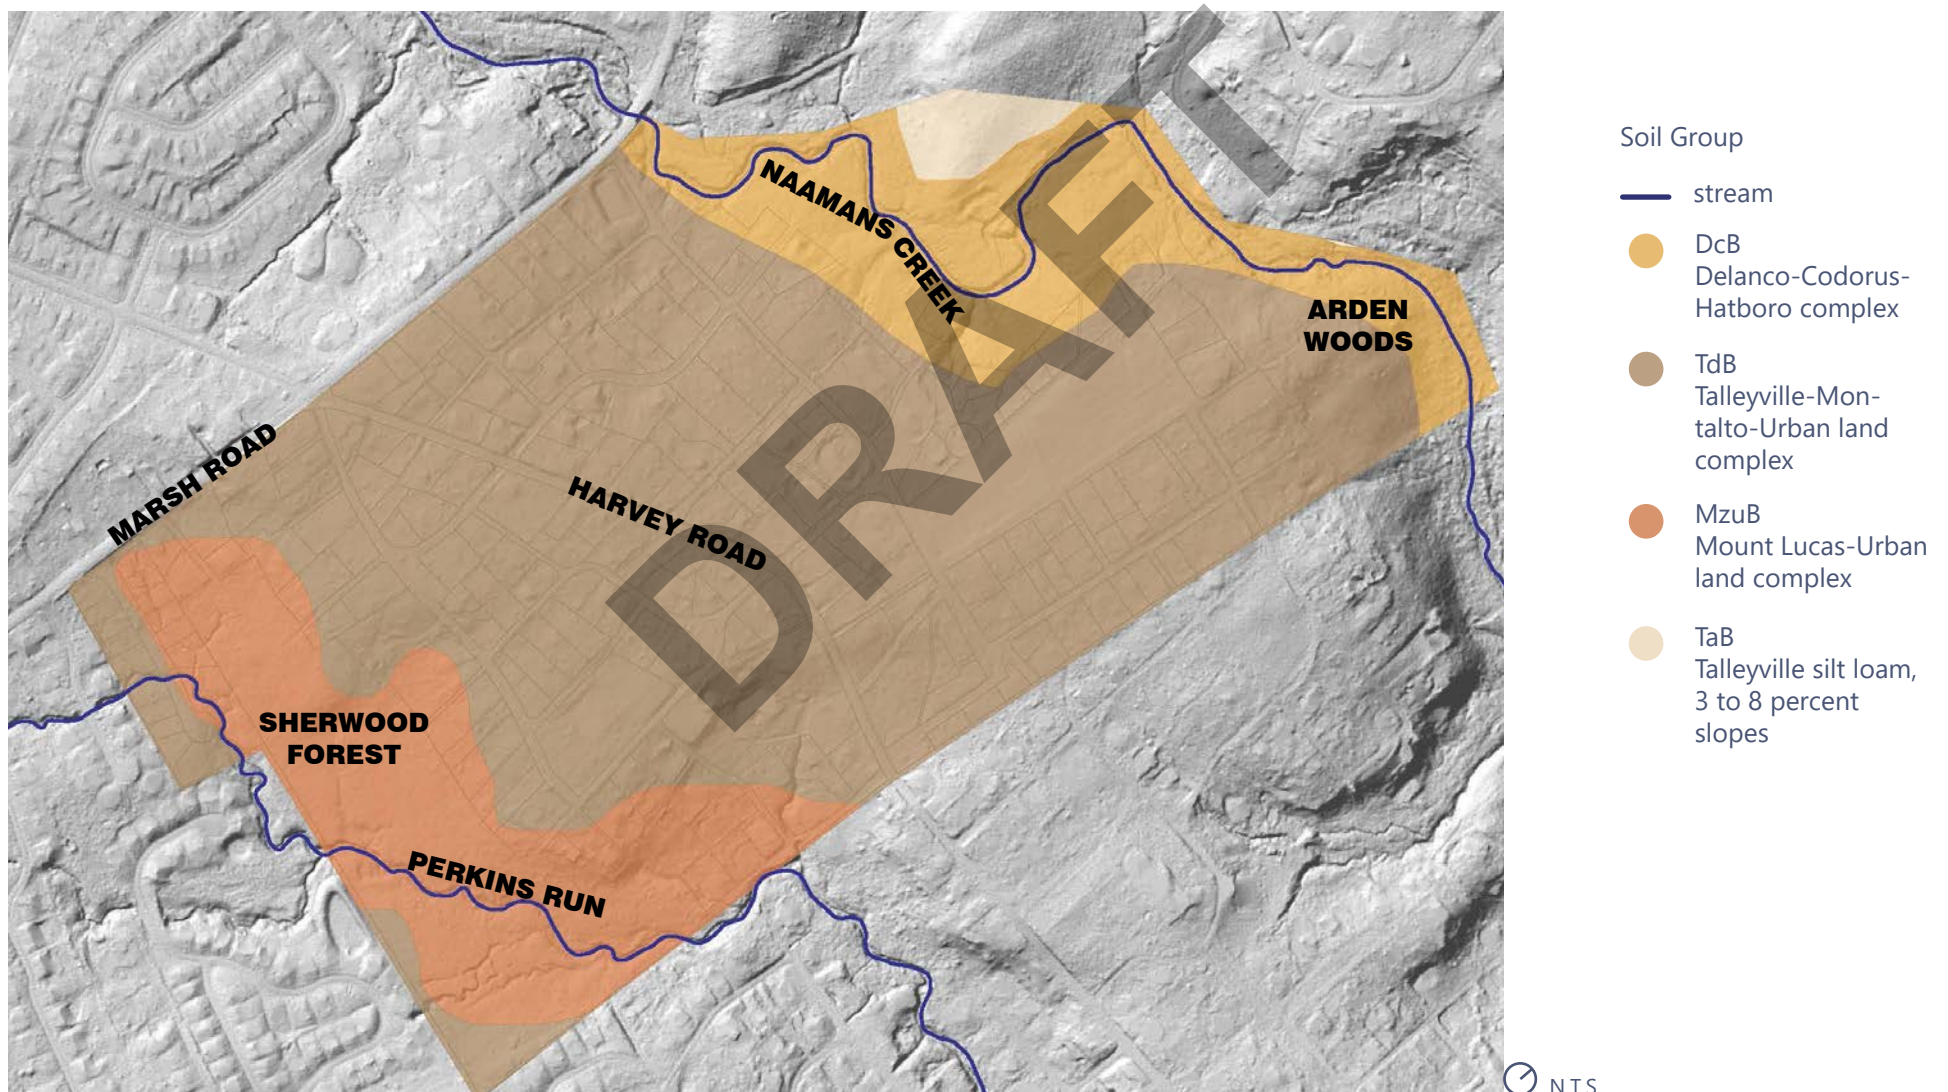 NAAMANS CREEK
ARDEN
WOODS
MARSH ROAD
HARVEY ROAD
SHERWOOD
FOREST
PERKINS RUN
DRAFT
Soil Group
stream
DcB
Delanco-Codorus-
Hatboro complex
TdB
Talleyville-Mon-
talto-Urban land
complex
MzuB
Mount Lucas-Urban
land complex
TaB
Talleyville silt loam,
3 to 8 percent
slopes
NTS